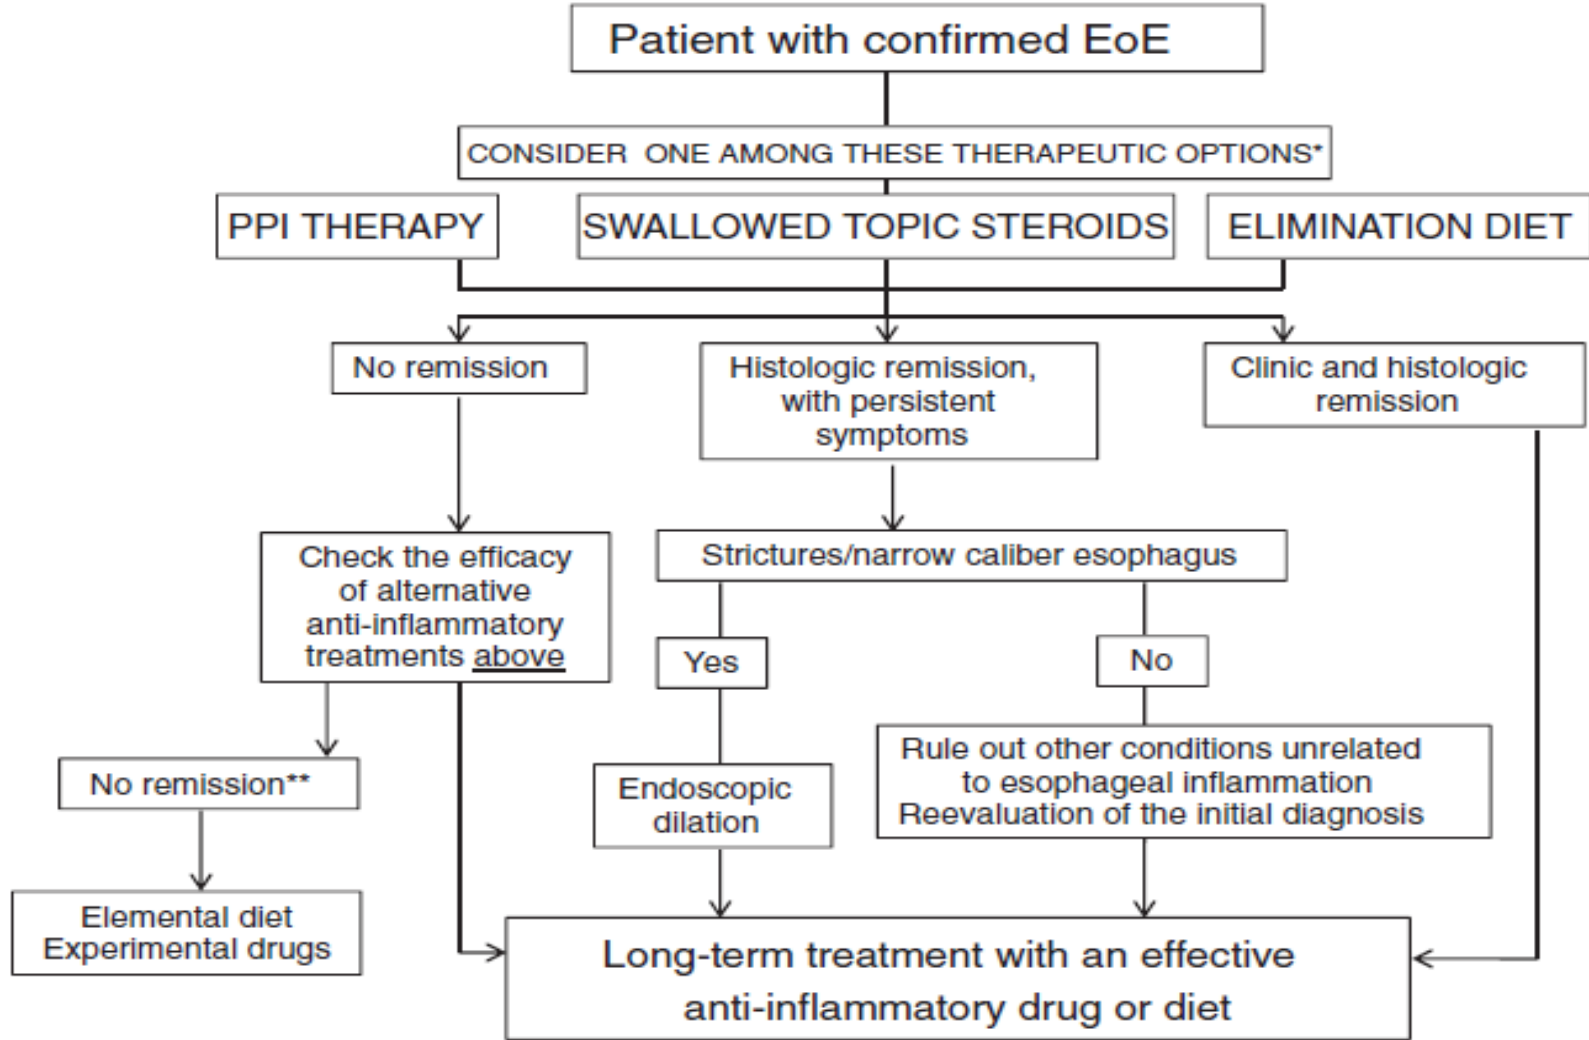 Patient with confirmed EoE
CONSIDER ONE AMONG THESE THERAPEUTIC OPTIONS*
PPI THERAPY
SWALLOWED TOPIC STEROIDS
ELIMINATION DIET
No remission
Histologic remission,
with persistent
symptoms
Clinic and histologic
remission
Check the efficacy
of alternative
anti-inflammatory
treatments above
Strictures/narrow caliber esophagus
Yes
No
No remission**
Endoscopic
dilation
Rule out other conditions unrelated
to esophageal inflammation
Reevaluation of the initial diagnosis
Elemental diet
Experimental drugs
Long-term treatment with an effective
anti-inflammatory drug or diet